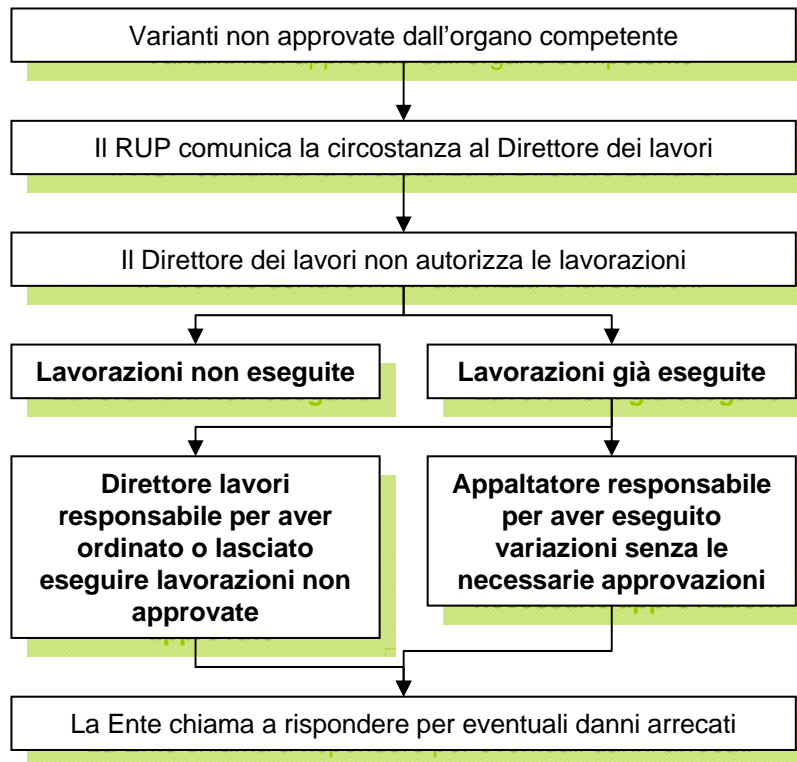 Varianti non approvate dall'organo competente
Il RUP comunica la circostanza al Direttore dei lavori
Il Direttore dei lavori non autorizza le lavorazioni
Lavorazioni non eseguite
Lavorazioni già eseguite
Direttore lavori
responsabile per aver
ordinato o lasciato
eseguire lavorazioni non
approvate
Appaltatore responsabile
per aver eseguito
variazioni senza le
necessarie approvazioni
La Ente chiama a rispondere per eventuali danni arrecati